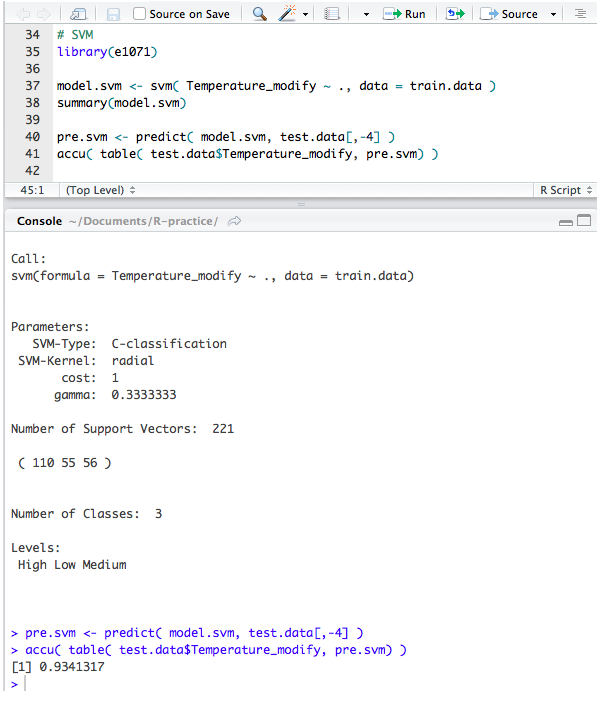 Source on Save Run Source
34 # SVM
35 library(e1071)
36
37 model.svm <- svm( Temperature_modify ~ ., data = train.data )
38 summary(model.svm)
39
40 pre.svm <- predict( model.svm, test.data[,-4] )
41 accu( table( test.data$Temperature_modify, pre.svm) )
42
45:1 (Top Level) R Script
Console ~/Documents/R-practice/
Call:
svm(formula = Temperature_modify ~ ., data = train.data)
Parameters:
SVM-Type: C-classification
SVM-Kernel: radial
cost: 1
gamma: 0.3333333
Number of Support Vectors: 221
( 110 55 56 )
Number of Classes: 3
Levels:
High Low Medium
> pre.svm <- predict( model.svm, test.data[,-4] )
> accu( table( test.data$Temperature_modify, pre.svm) )
[1] 0.9341317
>